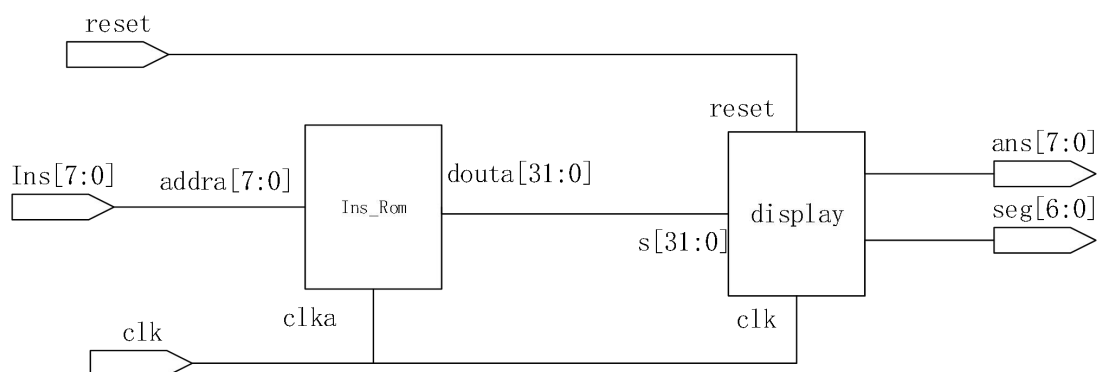 reset
reset
Ins[7:0]
addra[7:0]
Ins_Rom
douta[31:0]
s[31:0]
display
ans[7:0]
seg[6:0]
clka
clk
clk